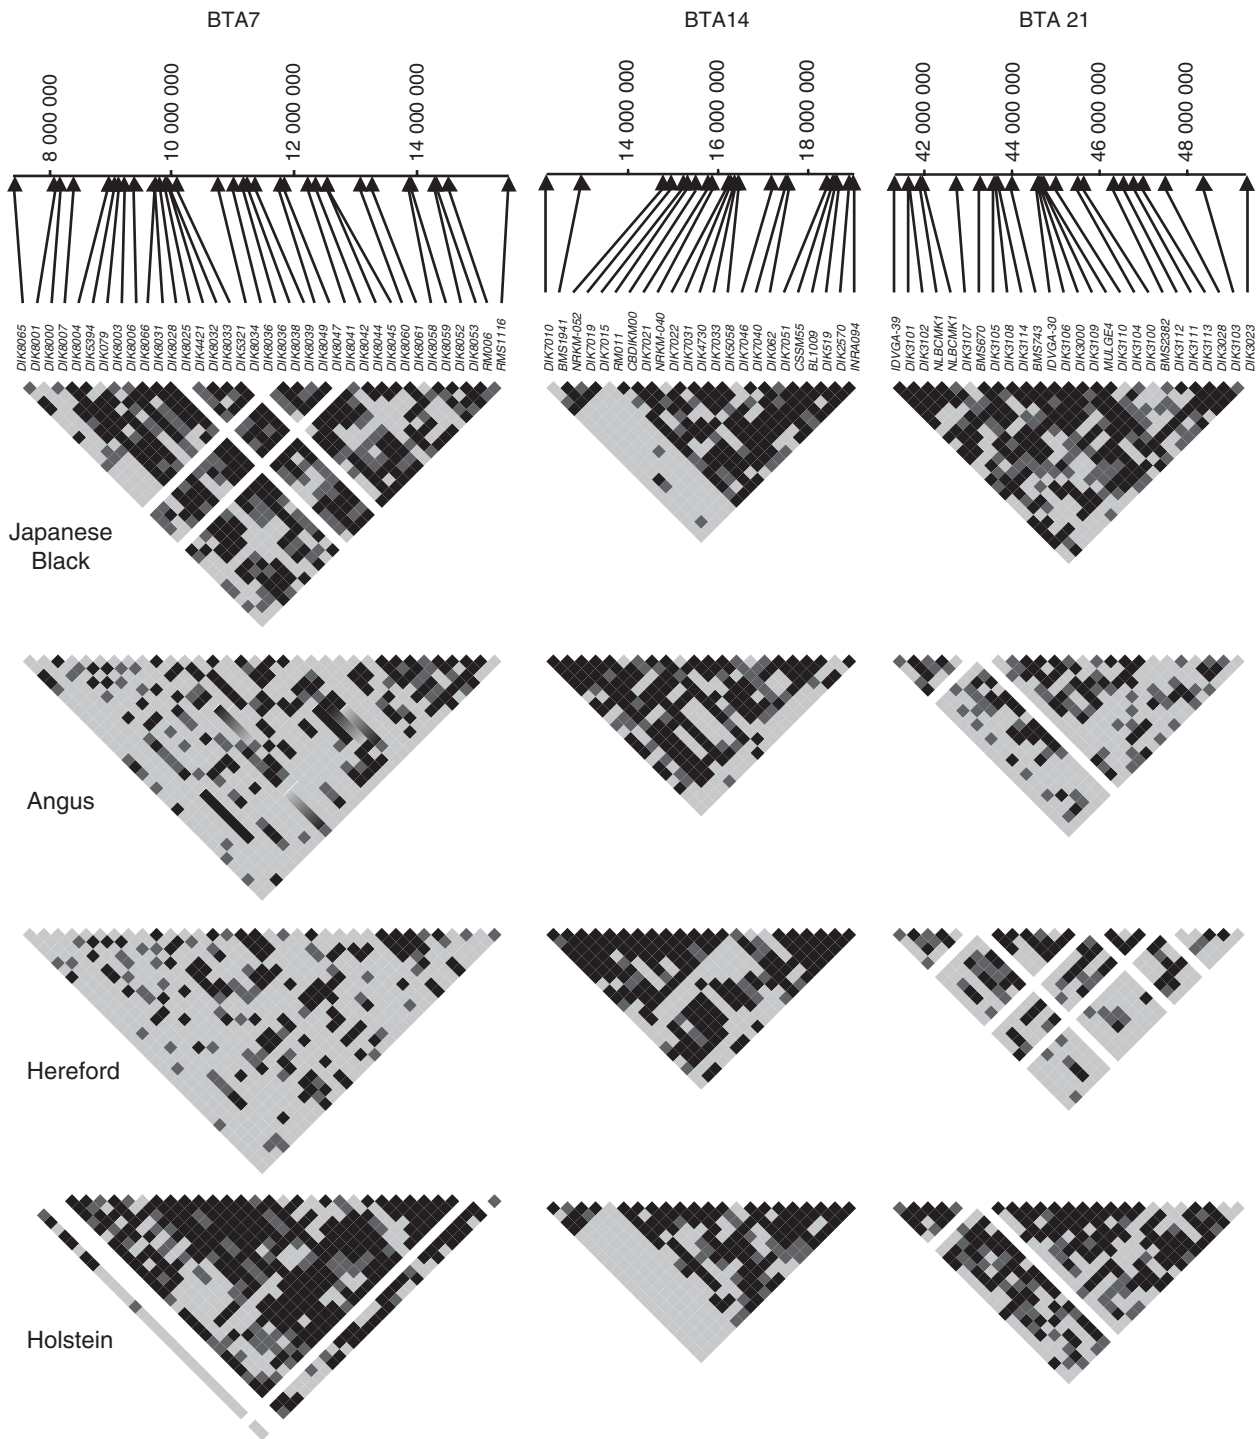 BTA7 BTA14 BTA 21
8 000 000
10 000 000
12 000 000
14 000 000
14 000 000
16 000 000
18 000 000
42 000 000
44 000 000
46 000 000
48 000 000
DIK8065
DIK8001
DIK8000
DIK8007
DIK8004
DIK5394
DIK079
DIK8003
DIK8006
DIK8066
DIK8031
DIK8028
DIK8025
DIK4421
DIK8032
DIK8033
DIK5321
DIK8034
DIK8036
DIK8036
DIK8038
DIK8039
DIK8049
DIK8047
DIK8041
DIK8042
DIK8044
DIK8045
DIK8060
DIK8061
DIK8058
DIK8059
DIK8052
DIK8053
RM006
RMS1116
DIK7010
BMS1941
NRKM-052
DIK7019
DIK7015
RM011
CBDIKM00
DIK7021
NRKM-040
DIK7022
DIK7031
DIK4730
DIK7033
DIK5058
DIK7046
DIK7040
DIK062
DIK7051
CSSM55
BL1009
DIK519
DIK2570
INRA094
IDVGA-39
DIK3101
DIK3102
NLBCMK1
NLBCMK1
DIK3107
BMS670
DIK3105
DIK3108
DIK3114
BMS743
IDVGA-30
DIK3106
DIK3000
DIK3109
MULGE4
DIK3110
DIK3104
DIK3100
BMS2382
DIK3112
DIK3111
DIK3113
DIK3028
DIK3103
DIK3023
Japanese
Black
Angus
Hereford
Holstein